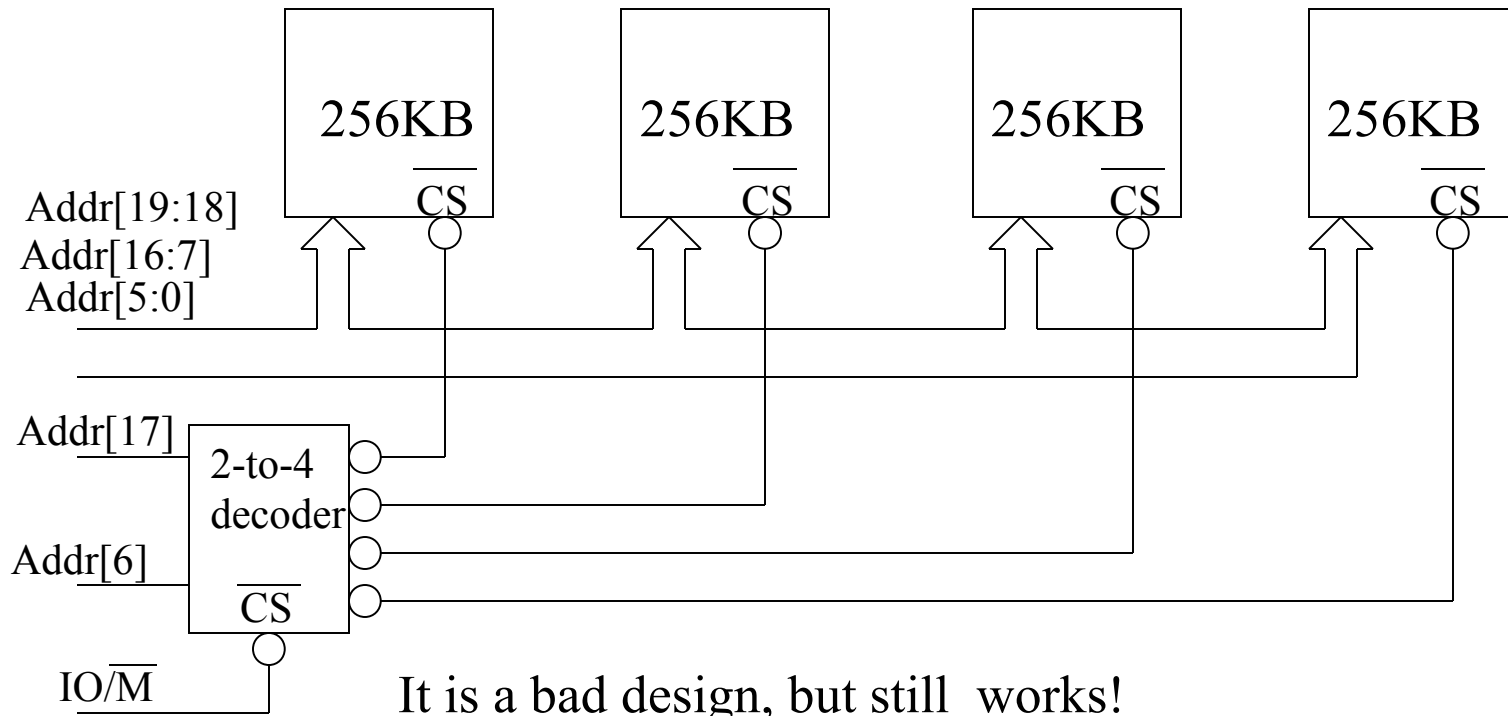 256KB
CS
256KB
CS
256KB
CS
256KB
CS
Addr[19:18]
Addr[16:7]
Addr[5:0]
Addr[17]
2-to-4
decoder
Addr[6]
CS
IO/M
It is a bad design, but still works!